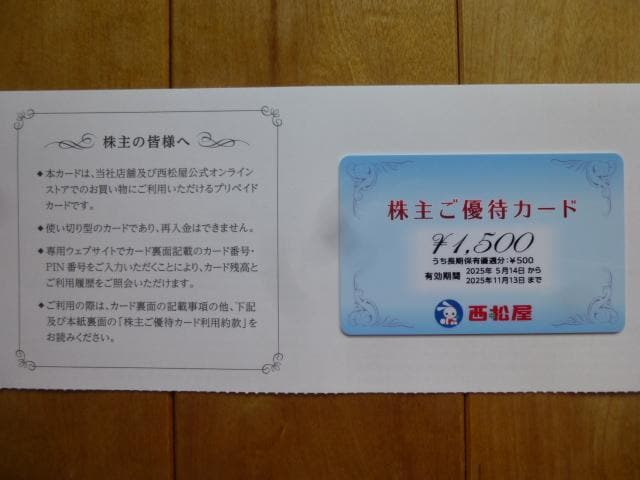 株主の皆様へ
◆本カードは、当社店舗及び西松屋公式オンライン
ストアでのお買い物にご利用いただけるプリペイド
カードです。
◆使い切り型のカードであり、再入金はできません。
◆専用ウェブサイトでカード裏面記載のカード番号・
PIN番号をご入力いただくことにより、カード残高と
ご利用履歴をご照会いただけます。
◆ご利用の際は、カード裏面の記載事項の他、下記
及び本紙裏面の「株主ご優待カード利用約款」を
お読みください。
株主ご優待カード
¥1,500
うち長期保有優遇分:¥500
有効期間 2025年 5月14日から
2025年11月13日まで
西松屋